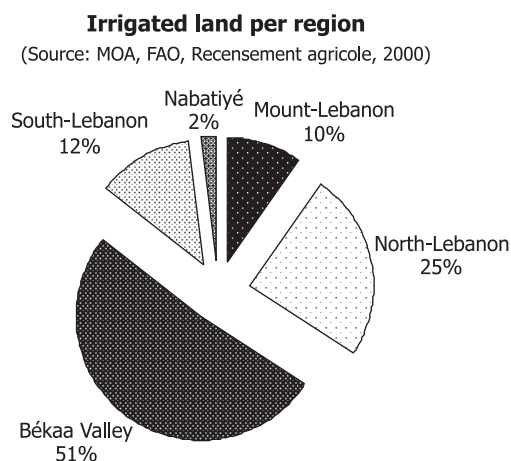 Irrigated land per region
(Source: MOA, FAO, Recensement agricole, 2000)
Nabatiyé
2%
Mount-Lebanon
10%
South-Lebanon
12%
North-Lebanon
25%
Békaa Valley
51%